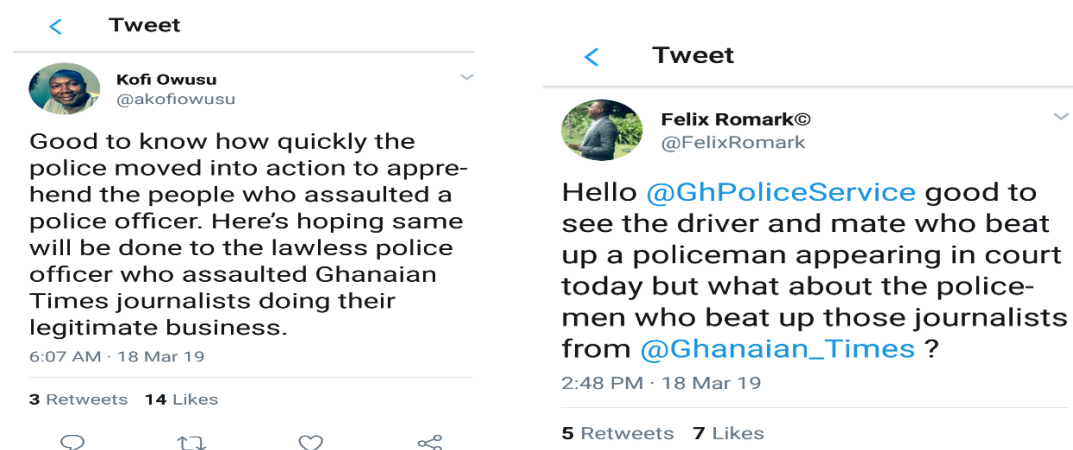 Tweet
Kofi Owusu
@akofiowusu
Good to know how quickly the
police moved into action to appre-
hend the people who assaulted a
police officer. Here's hoping same
will be done to the lawless police
officer who assaulted Ghanaian
Times journalists doing their
legitimate business.
6:07 AM · 18 Mar 19
3 Retweets 14 Likes
Tweet
Felix Romark©
@FelixRomark
Hello @GhPoliceService good to
see the driver and mate who beat
up a policeman appearing in court
today but what about the police-
men who beat up those journalists
from @Ghanaian_Times ?
2:48 PM · 18 Mar 19
5 Retweets 7 Likes